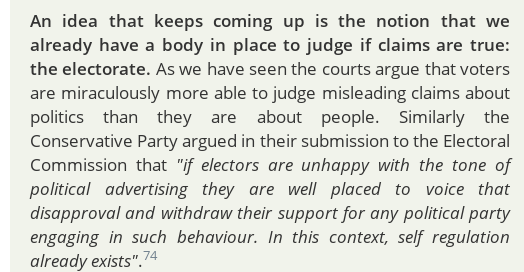 An idea that keeps coming up is the notion that we
already have a body in place to judge if claims are true:
the electorate. As we have seen the courts argue that voters
are miraculously more able to judge misleading claims about
politics than they are about people. Similarly the
Conservative Party argued in their submission to the Electoral
Commission that "if electors are unhappy with the tone of
political advertising they are well placed to voice that
disapproval and withdraw their support for any political party
engaging in such behaviour. In this context, self regulation
already exists".74